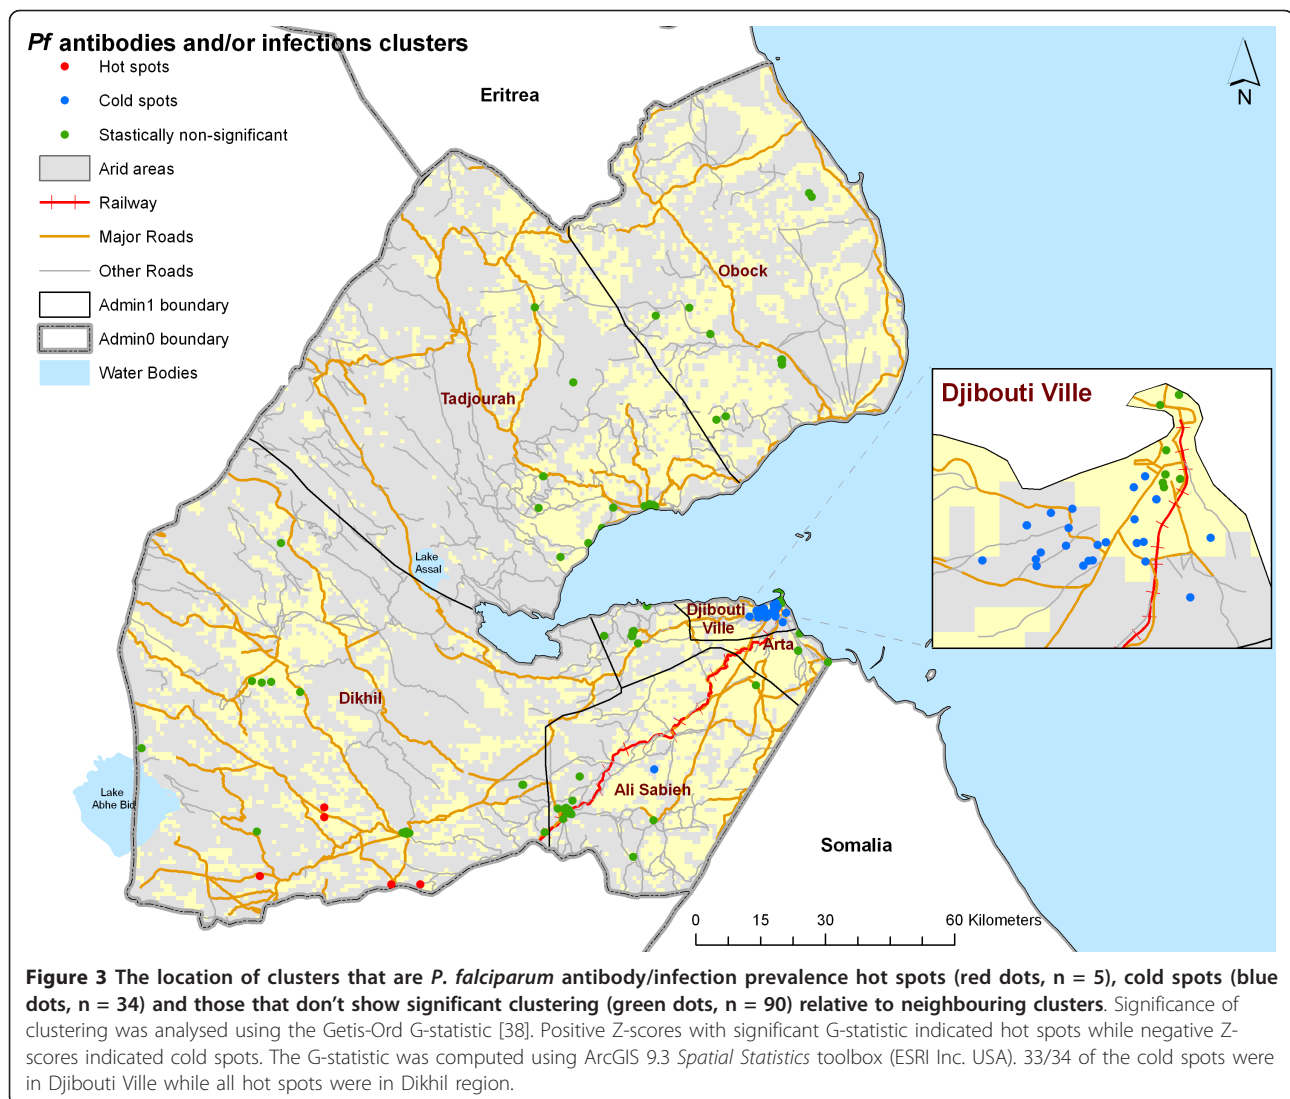 Pf antibodies and/or infections clusters
Hot spots
Cold spots
Stastically non-significant
Arid areas
Railway
Major Roads
Other Roads
Admin1 boundary
Admin0 boundary
Water Bodies
Eritrea
N
Obock
Tadjourah
Djibouti Ville
Lake
Assal
Djibouti
Ville
Arta
Dikhil
Lake
Abhe Bid
Ali Sabieh
Somalia
0 15 30 60 Kilometers
Figure 3 The location of clusters that are P. falciparum antibody/infection prevalence hot spots (red dots, n = 5), cold spots (blue
dots, n = 34) and those that don't show significant clustering (green dots, n = 90) relative to neighbouring clusters. Significance of
clustering was analysed using the Getis-Ord G-statistic [38]. Positive Z-scores with significant G-statistic indicated hot spots while negative Z-
scores indicated cold spots. The G-statistic was computed using ArcGIS 9.3 Spatial Statistics toolbox (ESRI Inc. USA). 33/34 of the cold spots were
in Djibouti Ville while all hot spots were in Dikhil region.